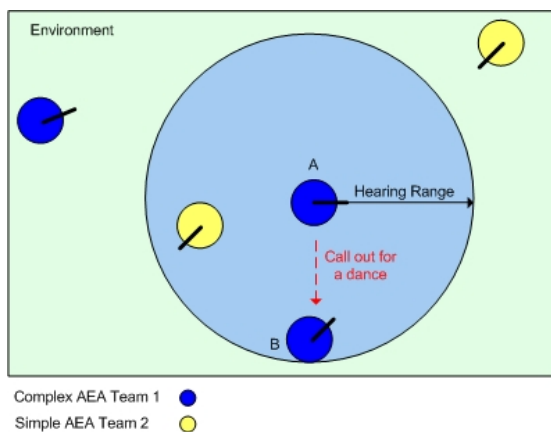 Environment
A
Hearing Range
Call out for
a dance
B
Complex AEA Team 1
Simple AEA Team 2